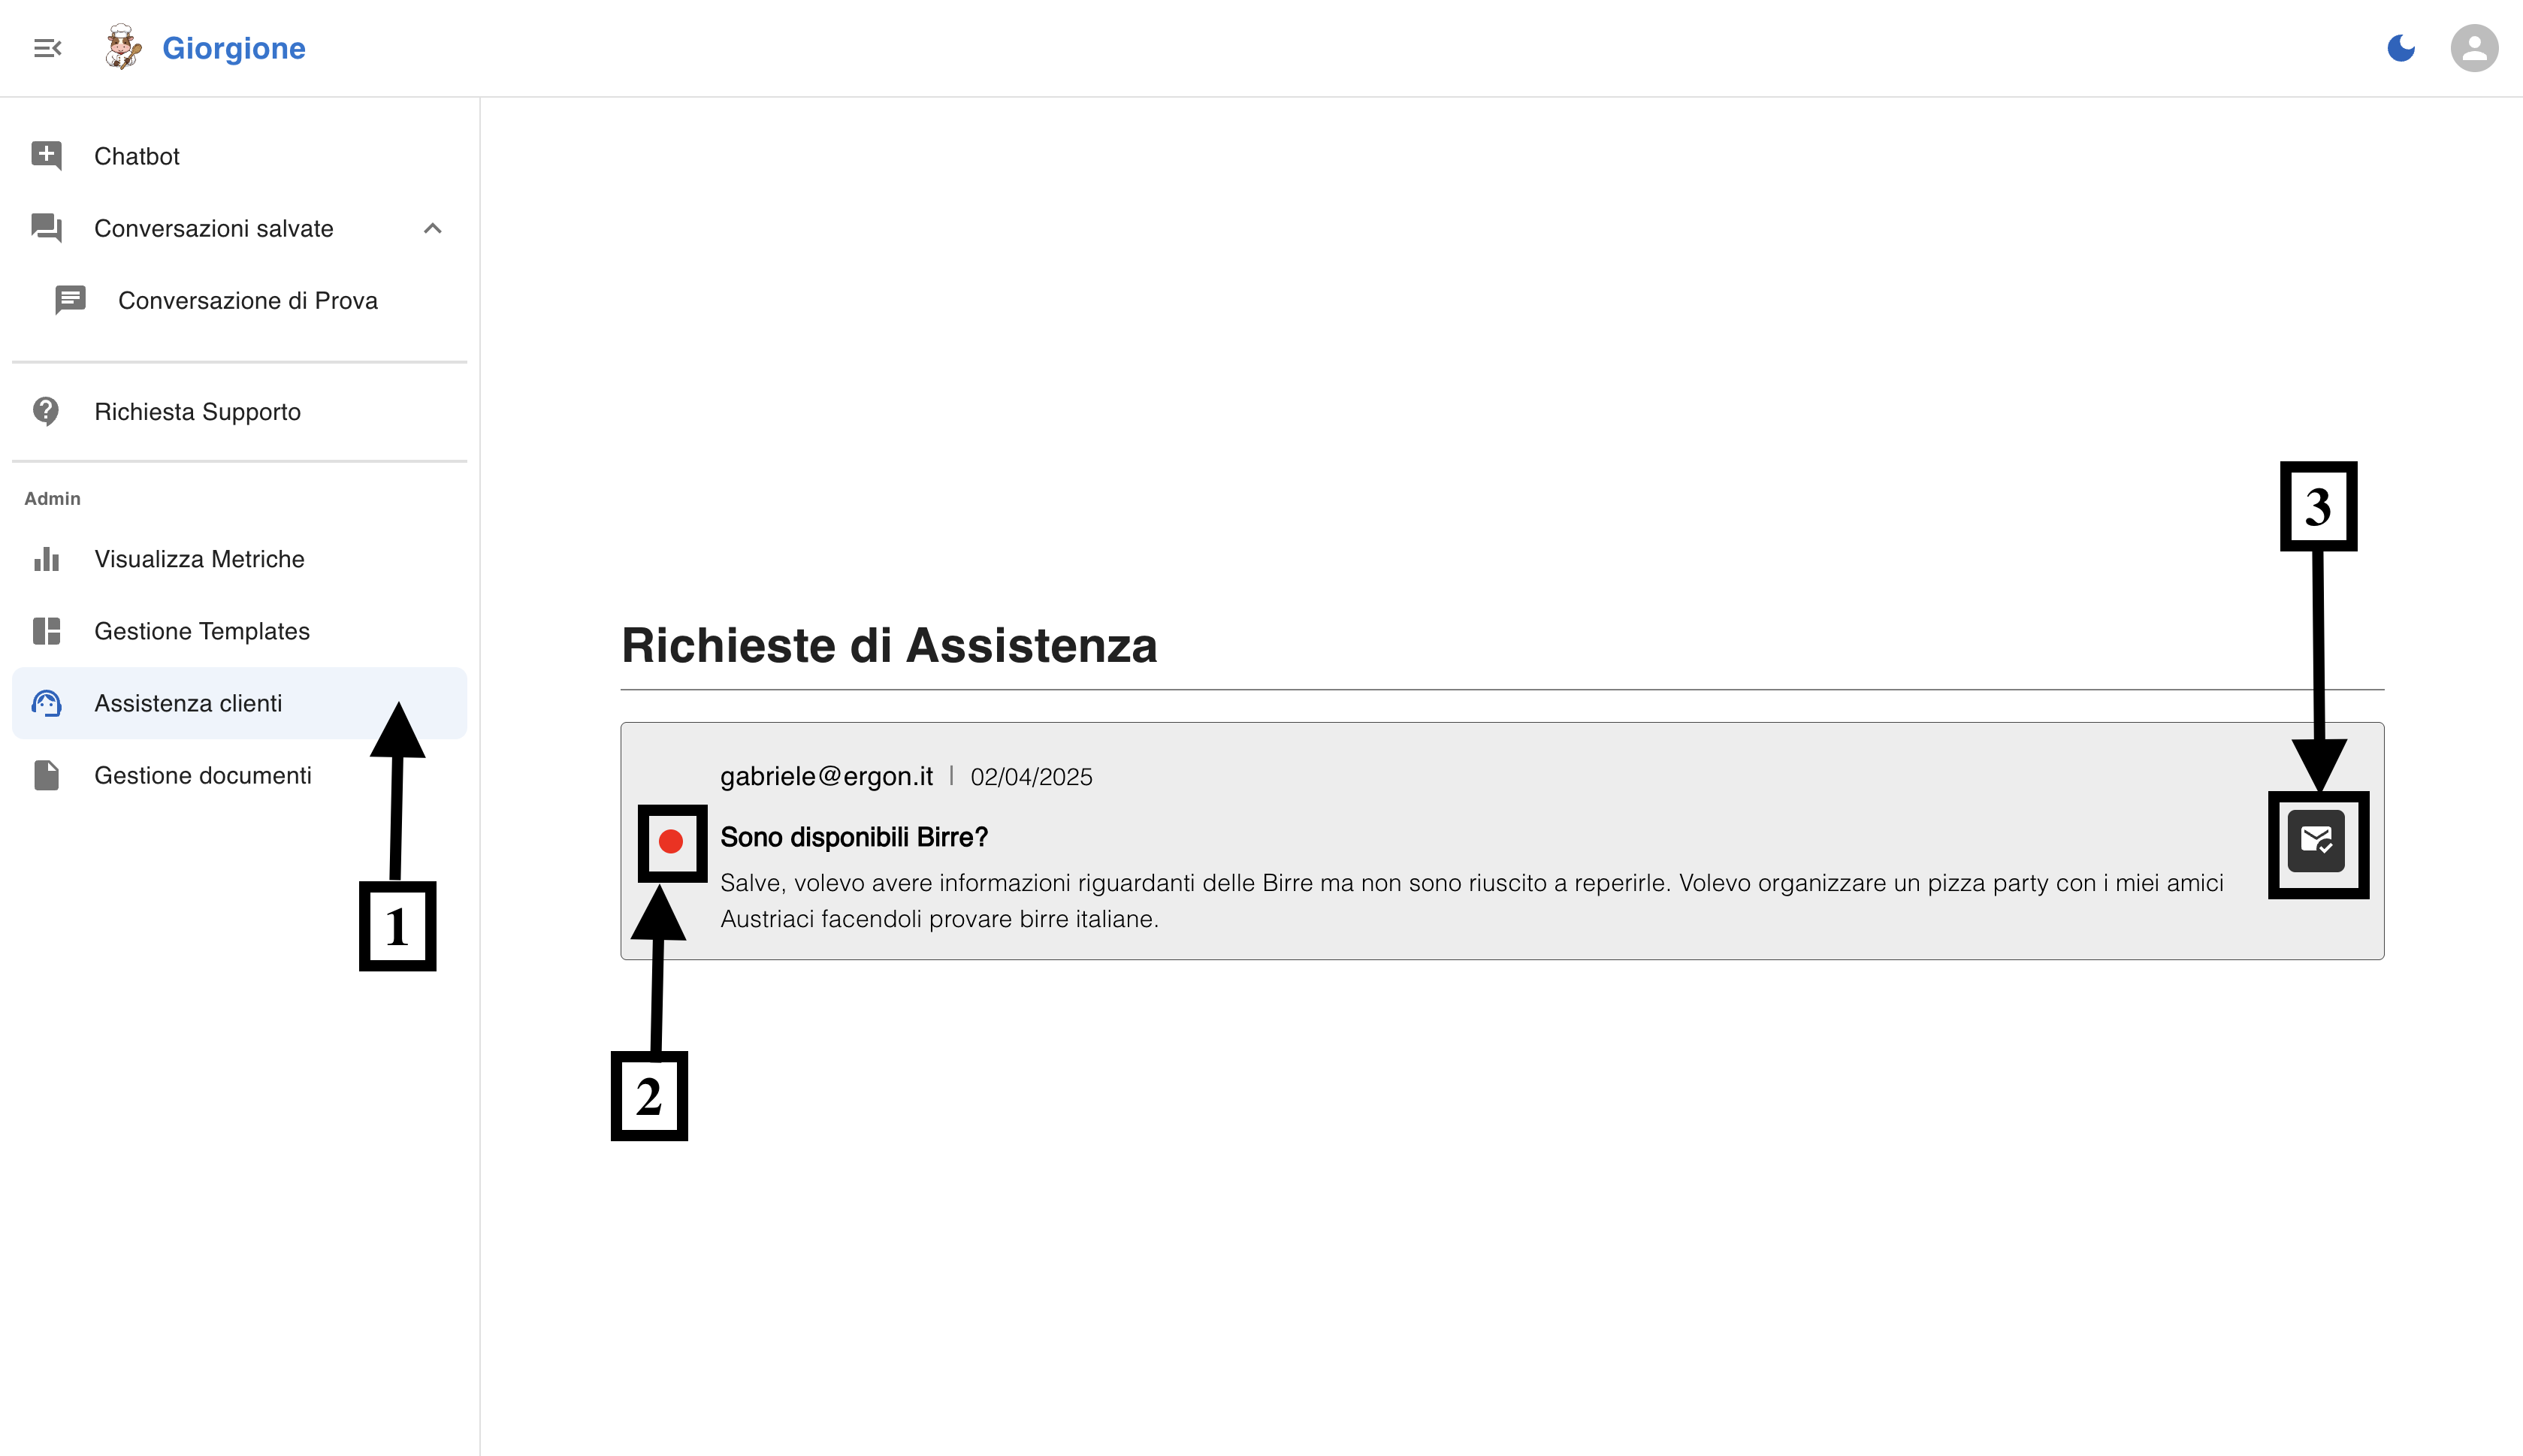 Giorgione
Chatbot
Conversazioni salvate
Conversazione di Prova
Richiesta Supporto
Admin
Visualizza Metriche
Gestione Templates
Assistenza clienti
Gestione documenti
1
Richieste di Assistenza
gabriele@ergon.it | 02/04/2025
Sono disponibili Birre?
Salve, volevo avere informazioni riguardanti delle Birre ma non sono riuscito a reperirle. Volevo organizzare un pizza party con i miei amici
Austriaci facendoli provare birre italiane.
2
3